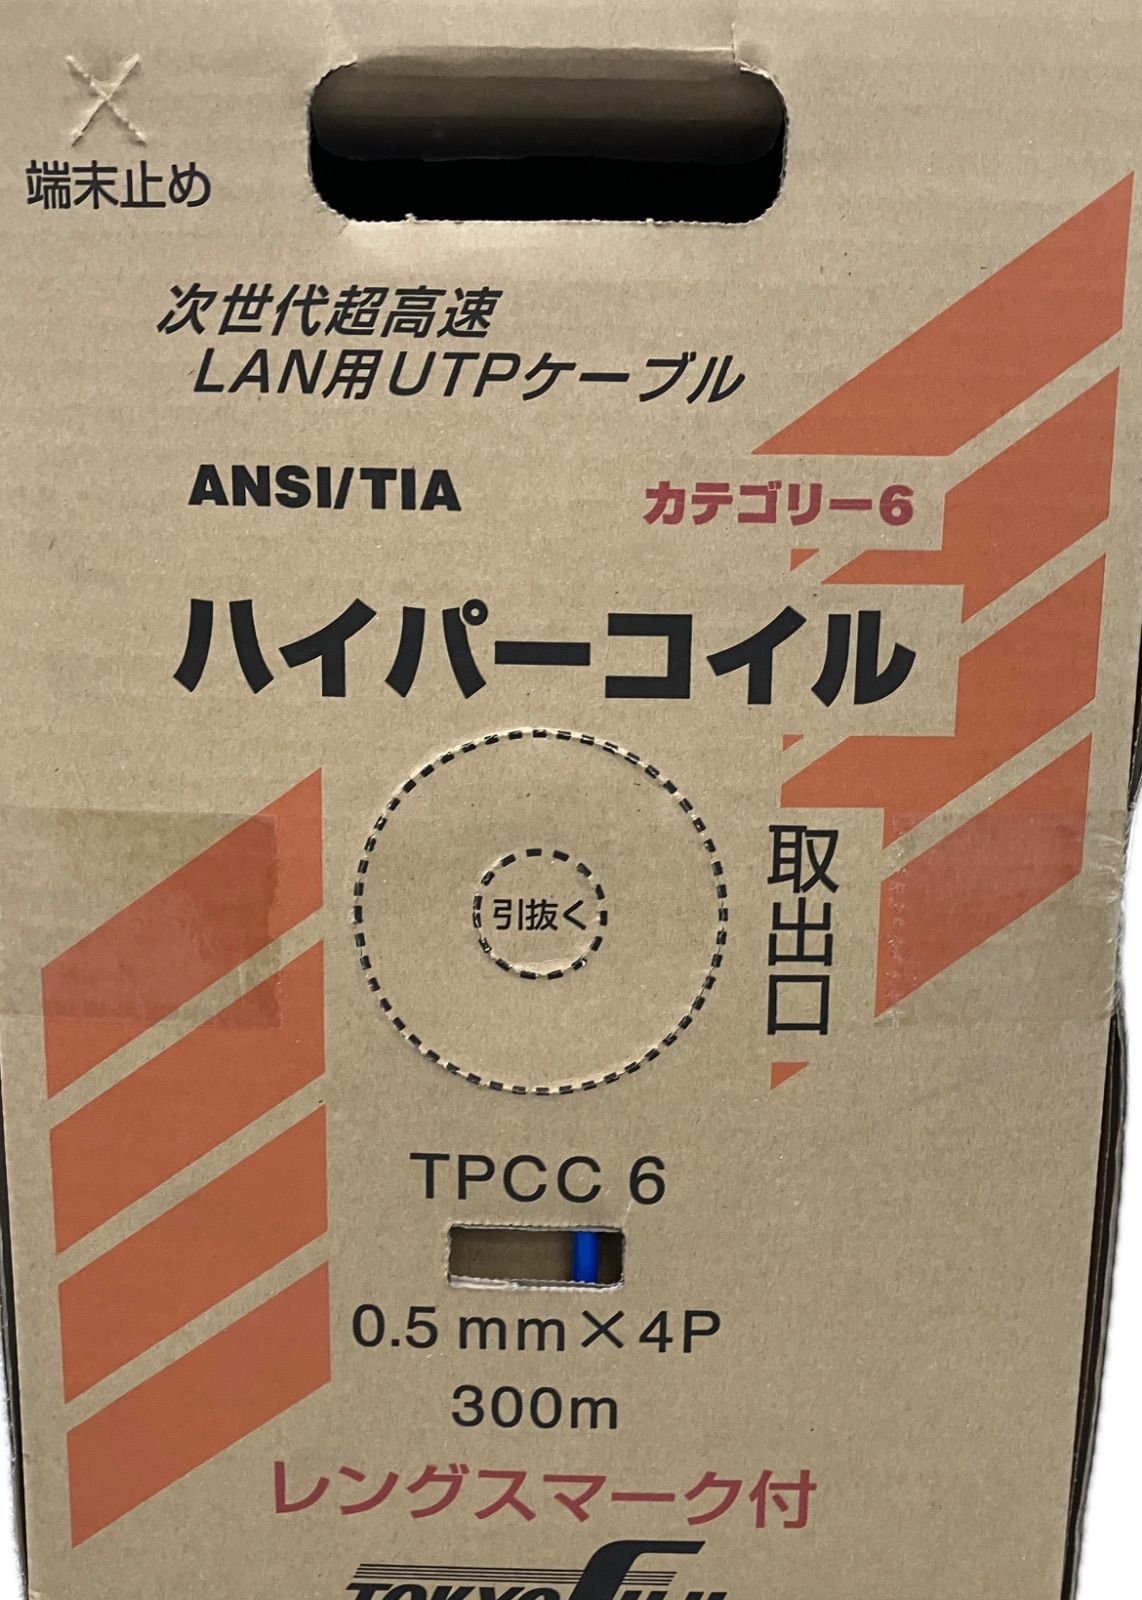 端末止め
次世代超高速
LAN用UTPケーブル
ANSI/TIA
カテゴリー6
ハイパーコイル
引抜く
取出口
TPCC 6
0.5mm×4P
300m
レングスマーク付